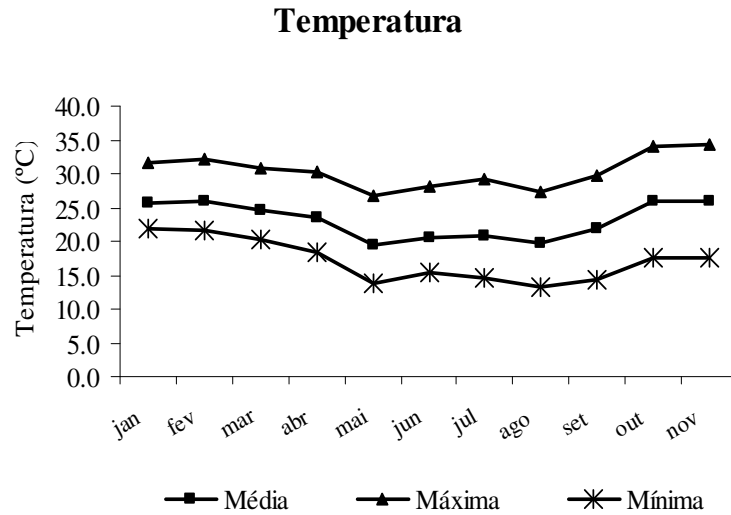 Temperatura
Temperatura (ºC)
40.0
35.0
30.0
25.0
20.0
15.0
10.0
5.0
0.0
jan fev mar abr mai jun jul ago set out nov
Média Máxima Mínima